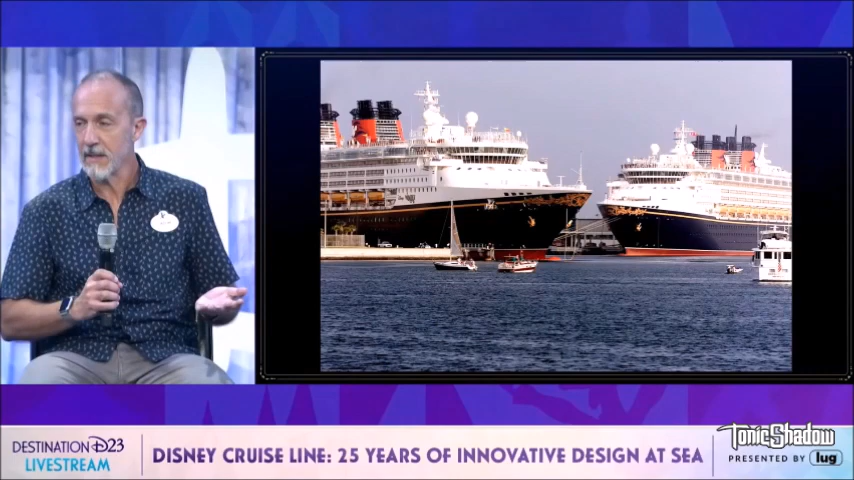 DESTINATION D23
LIVESTREAM
DISNEY CRUISE LINE: 25 YEARS OF INNOVATIVE DESIGN AT SEA
TonicShadow
PRESENTED BY lug